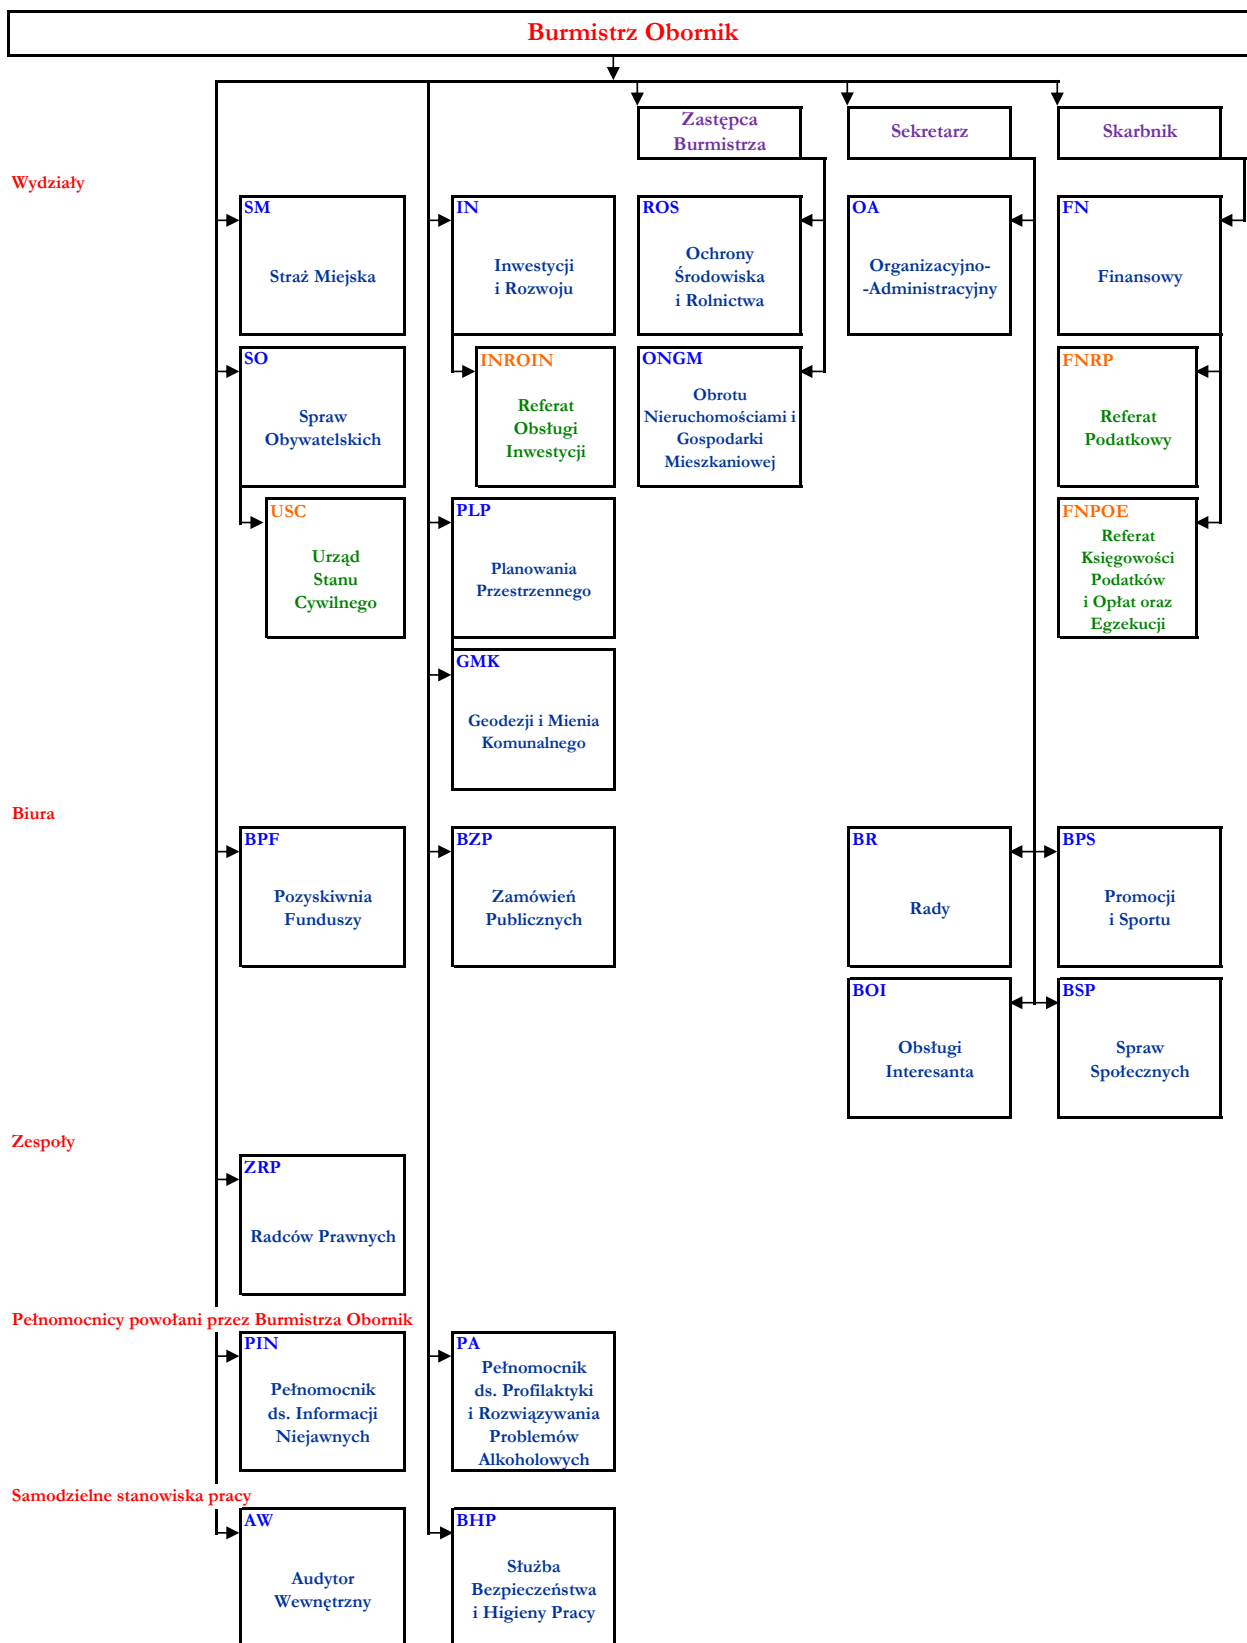 Burmistrz Obornik
Zastępca
Burmistrza
Sekretarz
Skarbnik
Wydziały
SM
Straż Miejska
IN
Inwestycji
i Rozwoju
ROS
Ochrony
Środowiska
i Rolnictwa
OA
Organizacyjno-
-Administracyjny
FN
Finansowy
SO
Spraw
Obywatelskich
INROIN
Referat
Obsługi
Inwestycji
ONGM
Obrotu
Nieruchomościami i
Gospodarki
Mieszkaniowej
FNRP
Referat
Podatkowy
USC
Urząd
Stanu
Cywilnego
PLP
Planowania
Przestrzennego
FNPOE
Referat
Księgowości
Podatków
i Opłat oraz
Egzekucji
GMK
Geodezji i Mienia
Komunalnego
Biura
BPF
Pozyskiwnia
Funduszy
BZP
Zamówień
Publicznych
BR
Rady
BPS
Promocji
i Sportu
BOI
Obsługi
Interesanta
BSP
Spraw
Społecznych
Zespoły
ZRP
Radców Prawnych
Pełnomocnicy powołani przez Burmistrza Obornik
PIN
Pełnomocnik
ds. Informacji
Niejawnych
PA
Pełnomocnik
ds. Profilaktyki
i Rozwiązywania
Problemów
Alkoholowych
Samodzielne stanowiska pracy
AW
Audytor
Wewnętrzny
BHP
Służba
Bezpieczeństwa
i Higieny Pracy